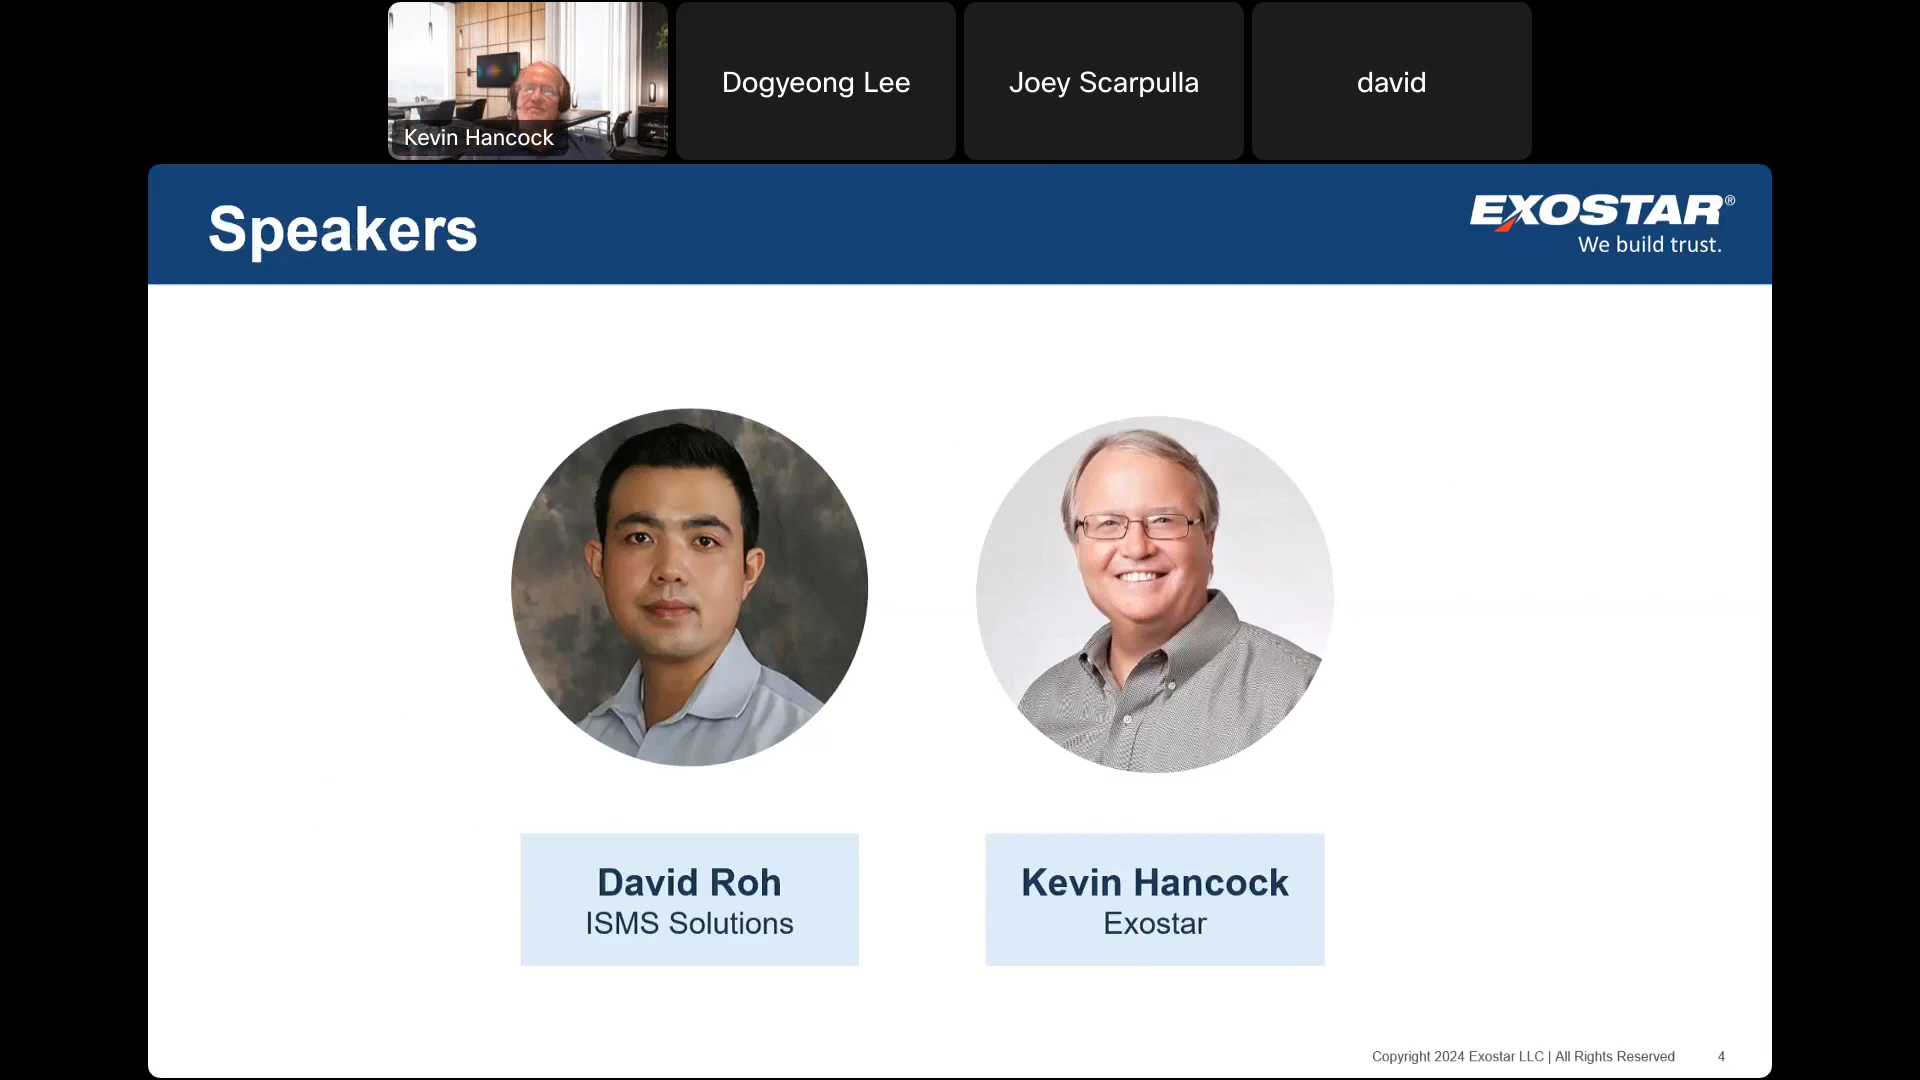 Kevin Hancock
Dogyeong Lee
Joey Scarpulla
david
Speakers
EXOSTAR®
We build trust.
David Roh
ISMS Solutions
Kevin Hancock
Exostar
Copyright 2024 Exostar LLC | All Rights Reserved
4